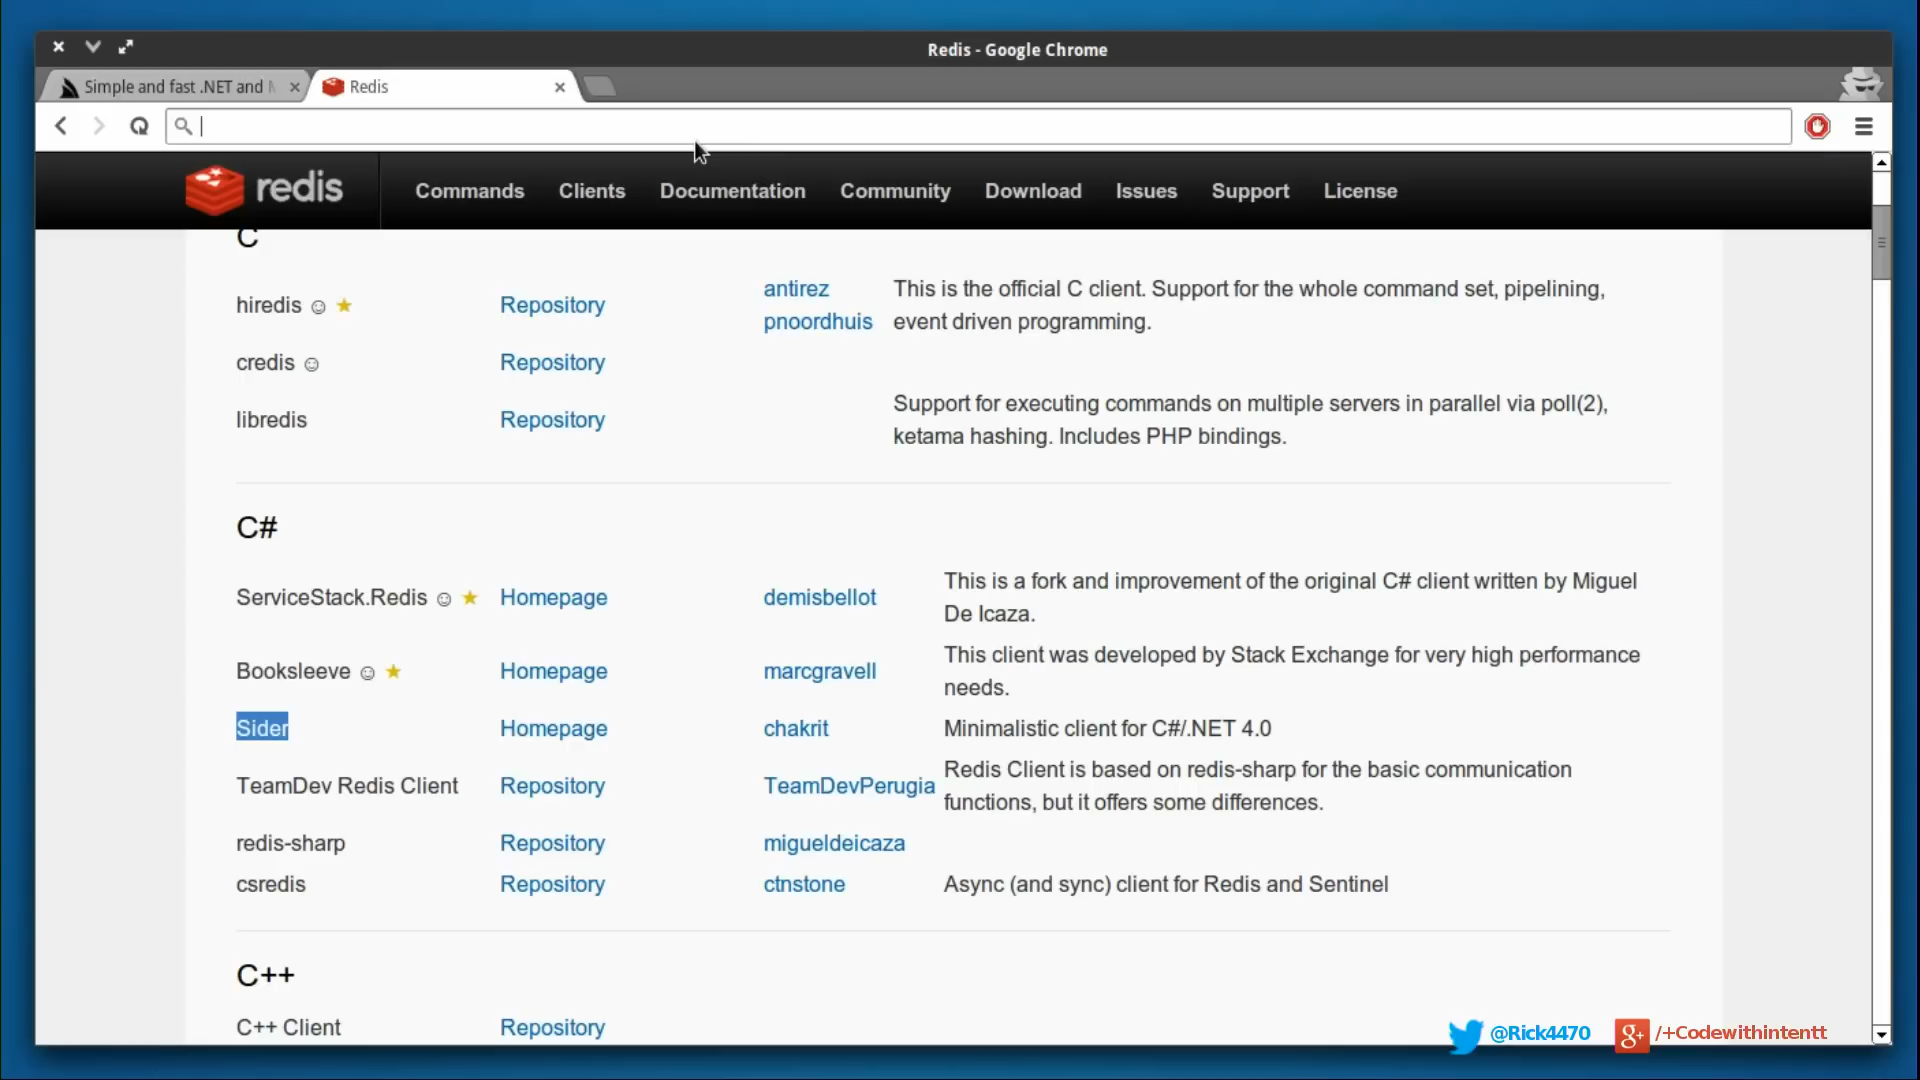 Redis - Google Chrome
Simple and fast .NET and
Redis
redis
Commands Clients Documentation Community Download Issues Support License
C
hiredis ☺ ★ Repository antirez This is the official C client. Support for the whole command set, pipelining,
pnoordhuis event driven programming.
credis ☺ Repository
libredis Repository Support for executing commands on multiple servers in parallel via poll(2),
ketama hashing. Includes PHP bindings.
C#
ServiceStack.Redis ☺ ★ Homepage demisbellot This is a fork and improvement of the original C# client written by Miguel
De Icaza.
Booksleeve ☺ ★ Homepage marcgravell This client was developed by Stack Exchange for very high performance
needs.
Sider Homepage chakrit Minimalistic client for C#/.NET 4.0
TeamDev Redis Client Repository TeamDevPerugia Redis Client is based on redis-sharp for the basic communication
functions, but it offers some differences.
redis-sharp Repository migueldeicaza
csredis Repository ctnstone Async (and sync) client for Redis and Sentinel
C++
C++ Client Repository
@Rick4470 g+ /+Codewithintentt